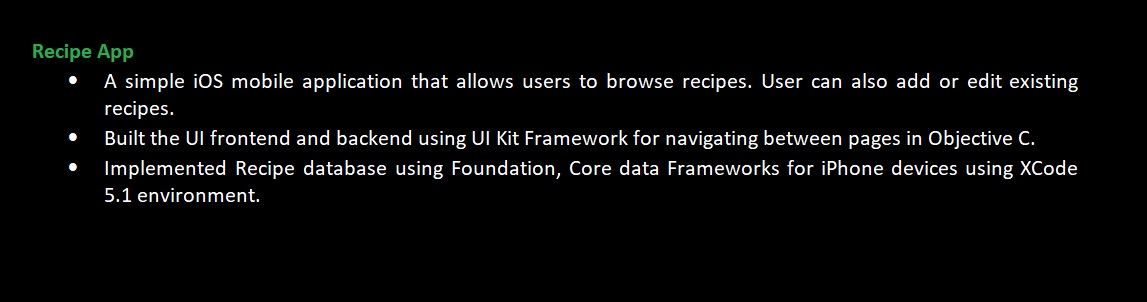 Recipe App
• A simple iOS mobile application that allows users to browse recipes. User can also add or edit existing
recipes.
• Built the UI frontend and backend using UI Kit Framework for navigating between pages in Objective C.
• Implemented Recipe database using Foundation, Core data Frameworks for iPhone devices using XCode
5.1 environment.